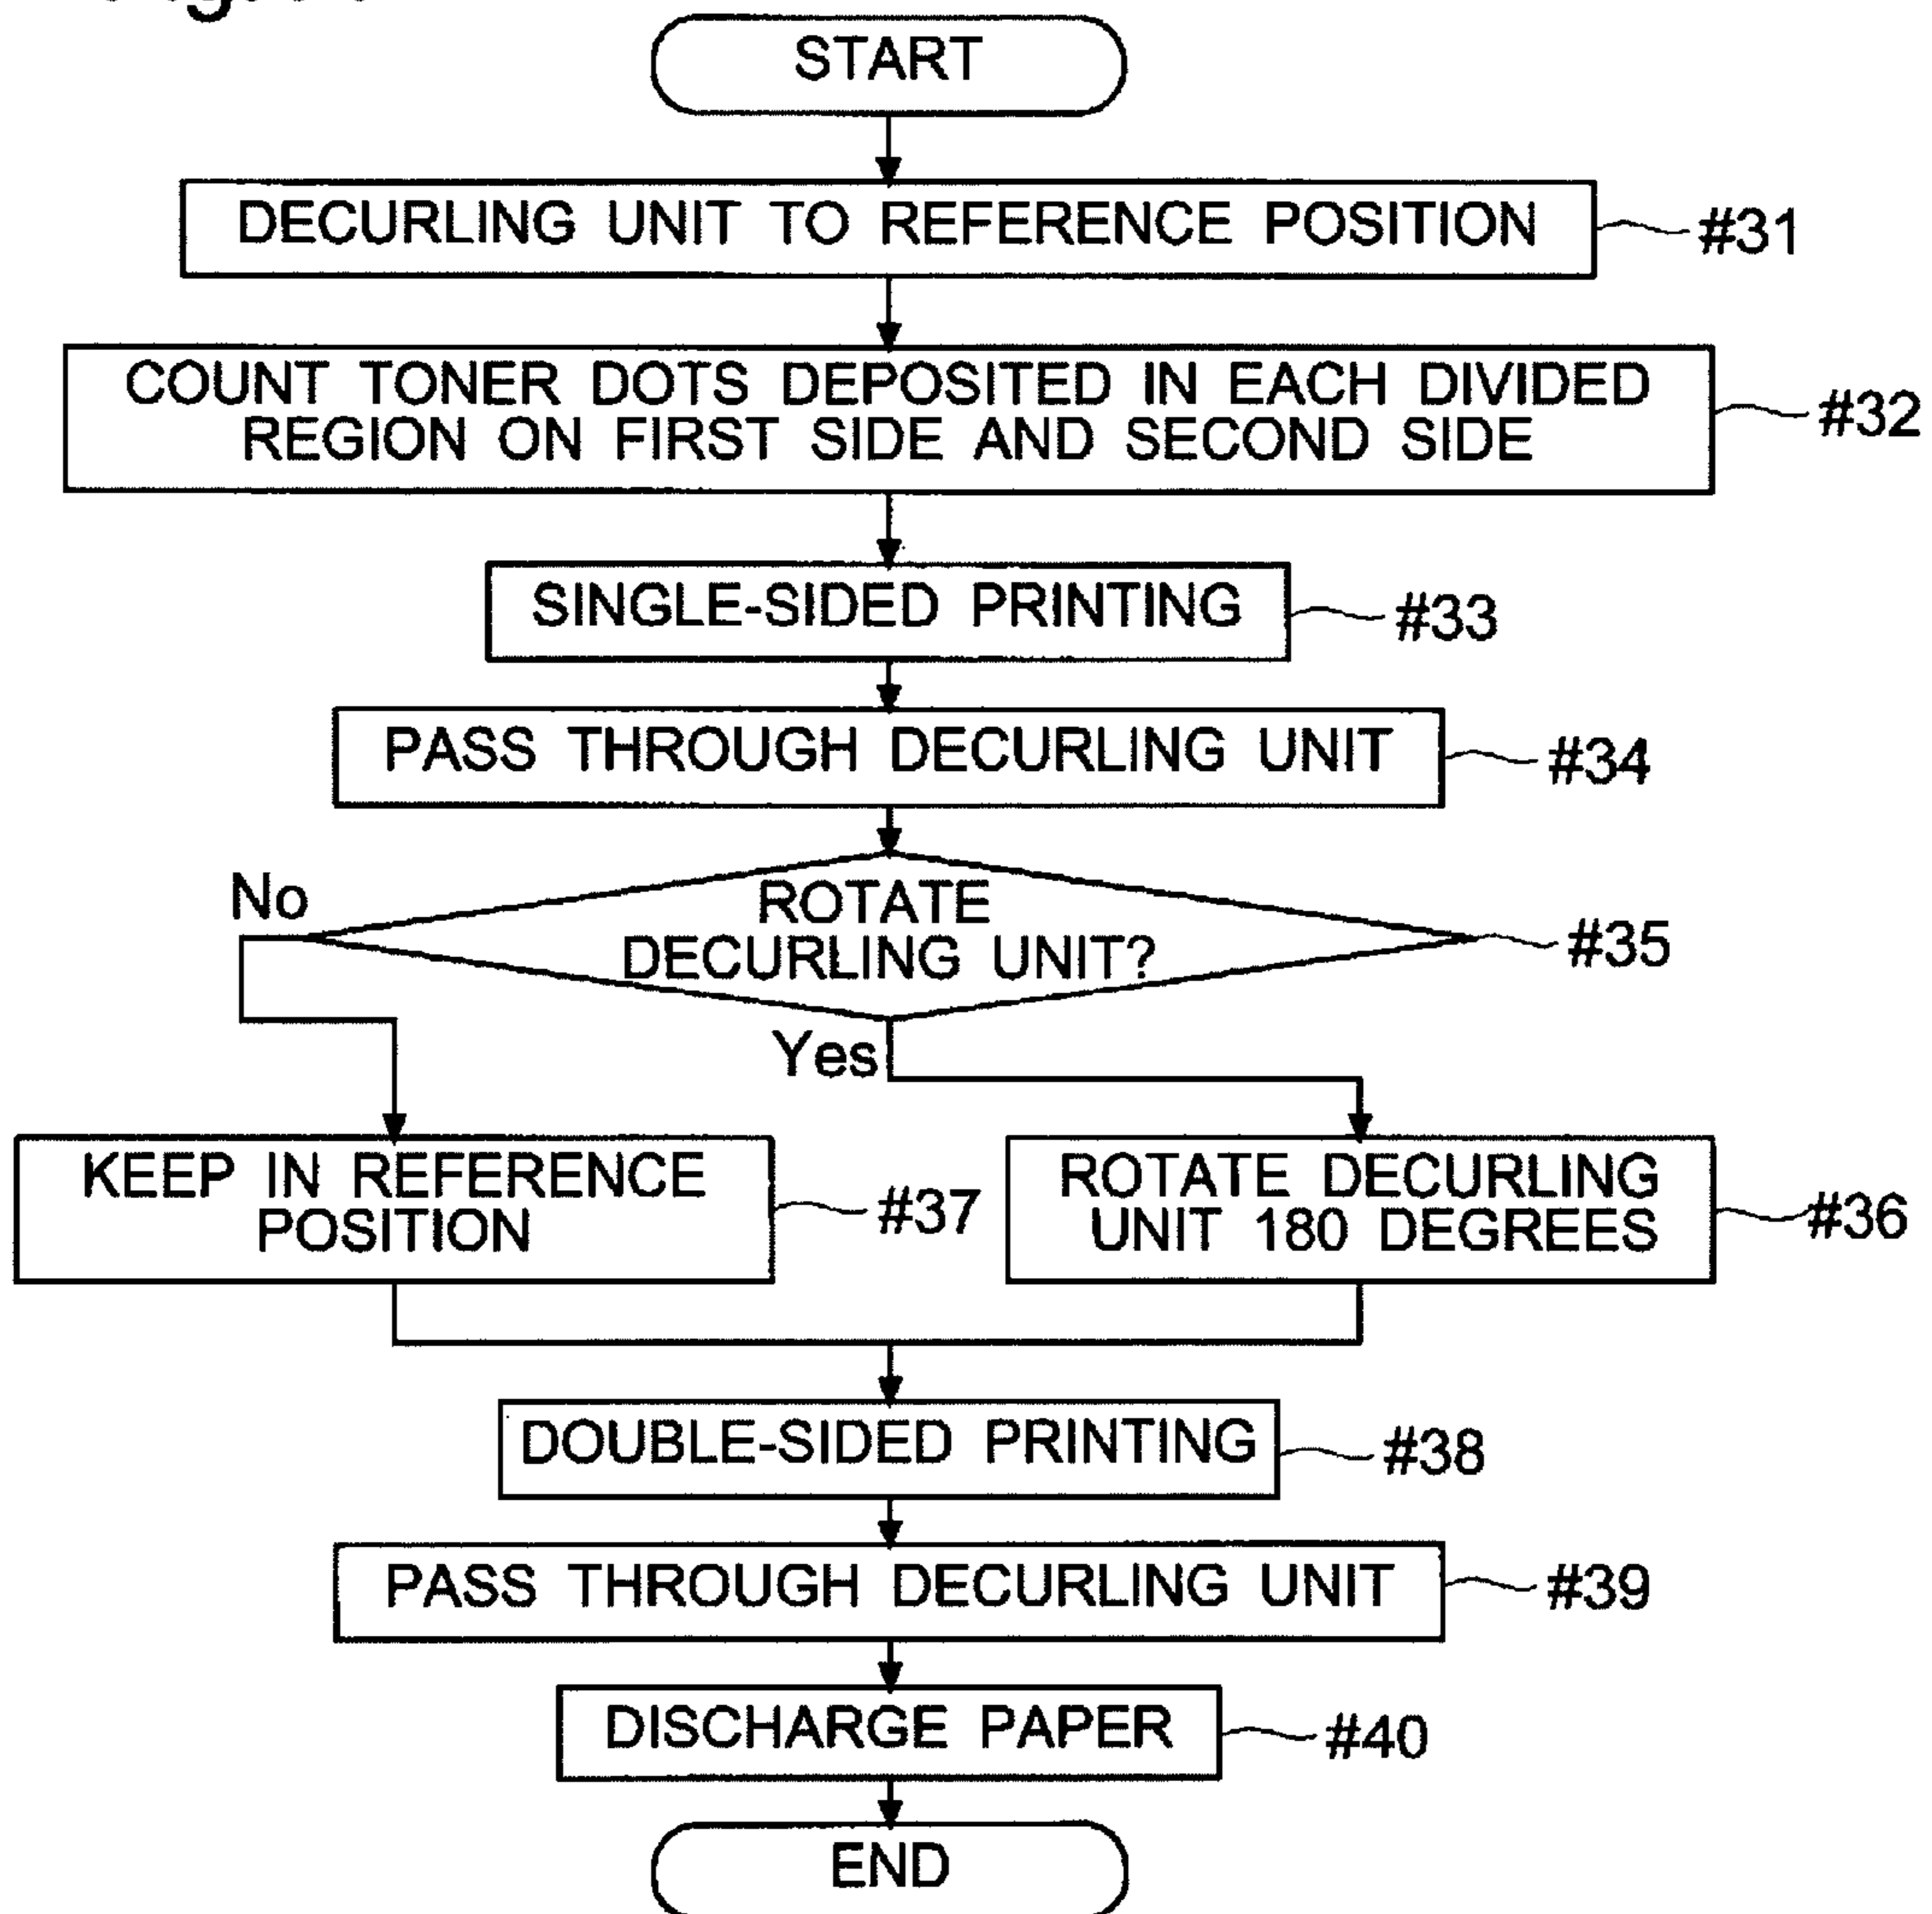 START
DECURLING UNIT TO REFERENCE POSITION
#31
COUNT TONER DOTS DEPOSITED IN EACH DIVIDED
REGION ON FIRST SIDE AND SECOND SIDE
#32
SINGLE-SIDED PRINTING
#33
PASS THROUGH DECURLING UNIT
#34
No
ROTATE
DECURLING UNIT?
#35
Yes
KEEP IN REFERENCE
POSITION
#37
ROTATE DECURLING
UNIT 180 DEGREES
#36
DOUBLE-SIDED PRINTING
#38
PASS THROUGH DECURLING UNIT
#39
DISCHARGE PAPER
#40
END